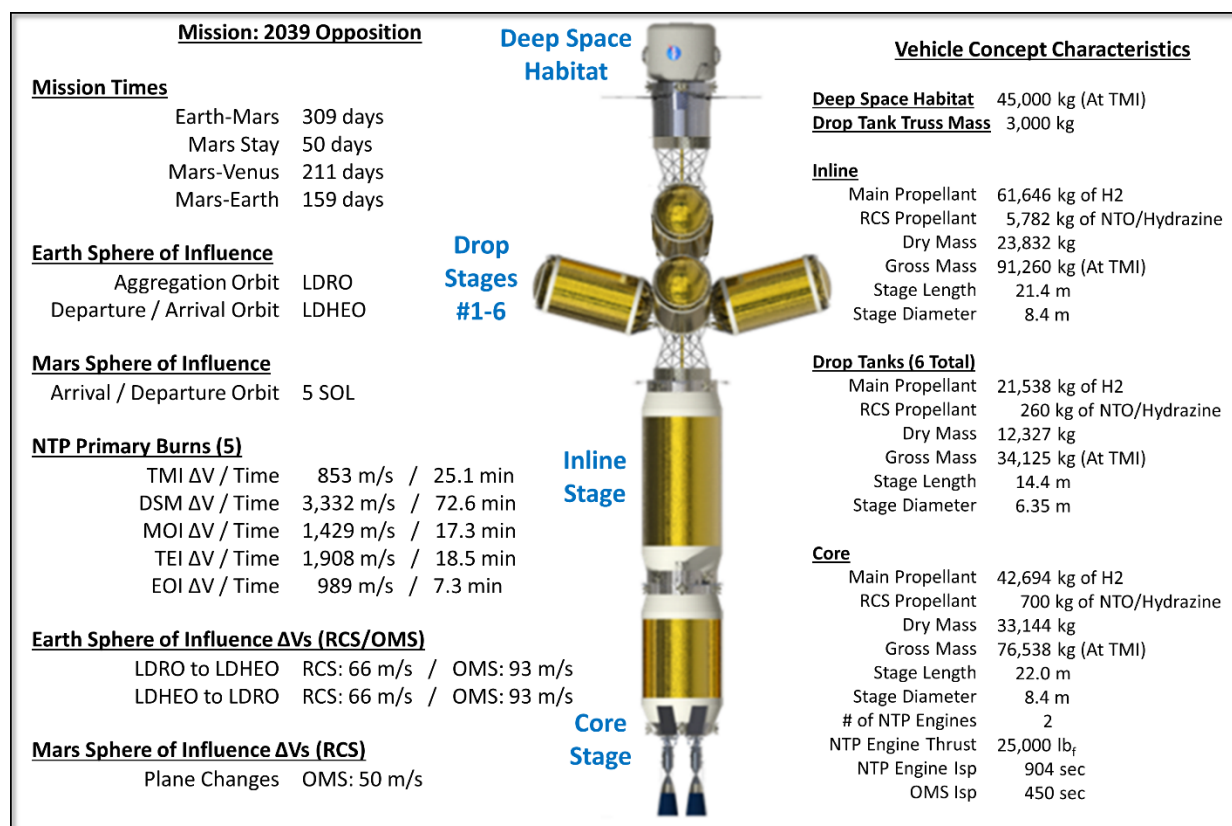 Mission: 2039 Opposition
Mission Times
Earth-Mars 309 days
Mars Stay 50 days
Mars-Venus 211 days
Mars-Earth 159 days
Earth Sphere of Influence
Aggregation Orbit LDRO
Departure / Arrival Orbit LDHEO
Mars Sphere of Influence
Arrival / Departure Orbit 5 SOL
NTP Primary Burns (5)
TMI ΔV / Time 853 m/s / 25.1 min
DSM ΔV / Time 3,332 m/s / 72.6 min
MOI ΔV / Time 1,429 m/s / 17.3 min
TEI ΔV / Time 1,908 m/s / 18.5 min
EOI ΔV / Time 989 m/s / 7.3 min
Earth Sphere of Influence ΔVs (RCS/OMS)
LDRO to LDHEO RCS: 66 m/s / OMS: 93 m/s
LDHEO to LDRO RCS: 66 m/s / OMS: 93 m/s
Mars Sphere of Influence ΔVs (RCS)
Plane Changes OMS: 50 m/s
Deep Space
Habitat
Drop
Stages
#1-6
Inline
Stage
Core
Stage
Vehicle Concept Characteristics
Deep Space Habitat 45,000 kg (At TMI)
Drop Tank Truss Mass 3,000 kg
Inline
Main Propellant 61,646 kg of H2
RCS Propellant 5,782 kg of NTO/Hydrazine
Dry Mass 23,832 kg
Gross Mass 91,260 kg (At TMI)
Stage Length 21.4 m
Stage Diameter 8.4 m
Drop Tanks (6 Total)
Main Propellant 21,538 kg of H2
RCS Propellant 260 kg of NTO/Hydrazine
Dry Mass 12,327 kg
Gross Mass 34,125 kg (At TMI)
Stage Length 14.4 m
Stage Diameter 6.35 m
Core
Main Propellant 42,694 kg of H2
RCS Propellant 700 kg of NTO/Hydrazine
Dry Mass 33,144 kg
Gross Mass 76,538 kg (At TMI)
Stage Length 22.0 m
Stage Diameter 8.4 m
# of NTP Engines 2
NTP Engine Thrust 25,000 lbf
NTP Engine Isp 904 sec
OMS Isp 450 sec